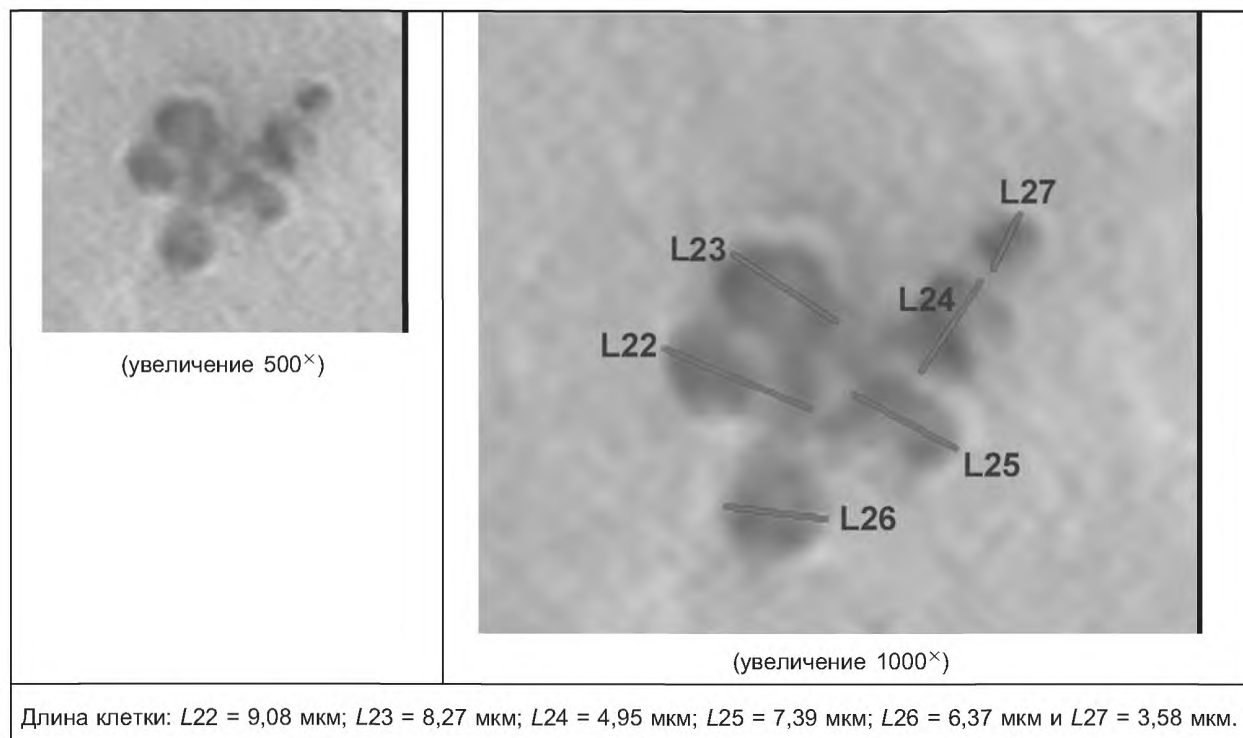 (увеличение 500×)
L27
L23
L24
L22
L25
L26
(увеличение 1000×)
Длина клетки: L22 = 9,08 мкм; L23 = 8,27 мкм; L24 = 4,95 мкм; L25 = 7,39 мкм; L26 = 6,37 мкм и L27 = 3,58 мкм.